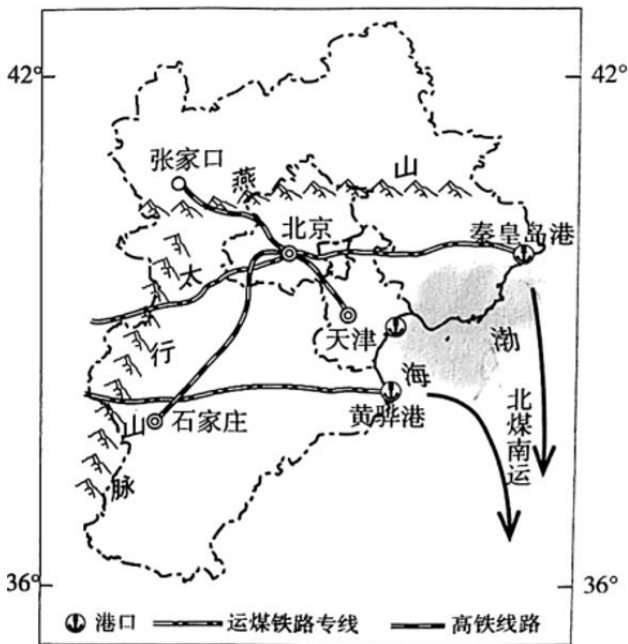 42°
42°
张家口
燕
山
北京
秦皇岛港
太
行
山
脉
天津
渤
海
黄骅港
石家庄
北煤南运
36°
36°
港口
运煤铁路专线
高铁线路